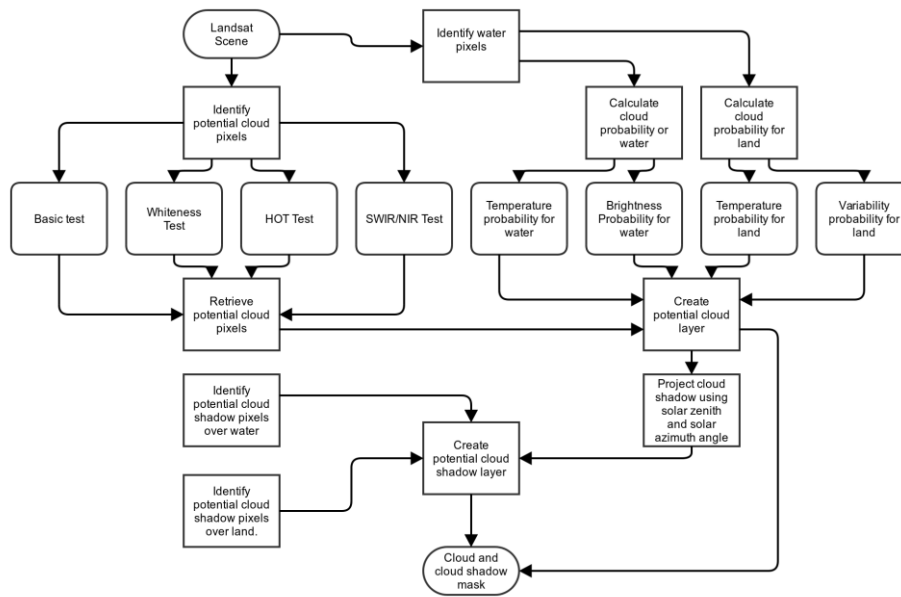 Landsat
Scene
Identify water
pixels
Identify
potential cloud
pixels
Calculate
cloud
probability or
water
Calculate
cloud
probability for
land
Basic test
Whiteness
Test
HOT Test
SWIR/NIR Test
Temperature
probability for
water
Brightness
Probability for
water
Temperature
probability for
land
Variability
probability for
land
Retrieve
potential cloud
pixels
Create
potential cloud
layer
Identify
potential cloud
shadow pixels
over water
Project cloud
shadow using
solar zenith
and solar
azimuth angle
Create
potential cloud
shadow layer
Identify
potential cloud
shadow pixels
over land.
Cloud and
cloud shadow
mask